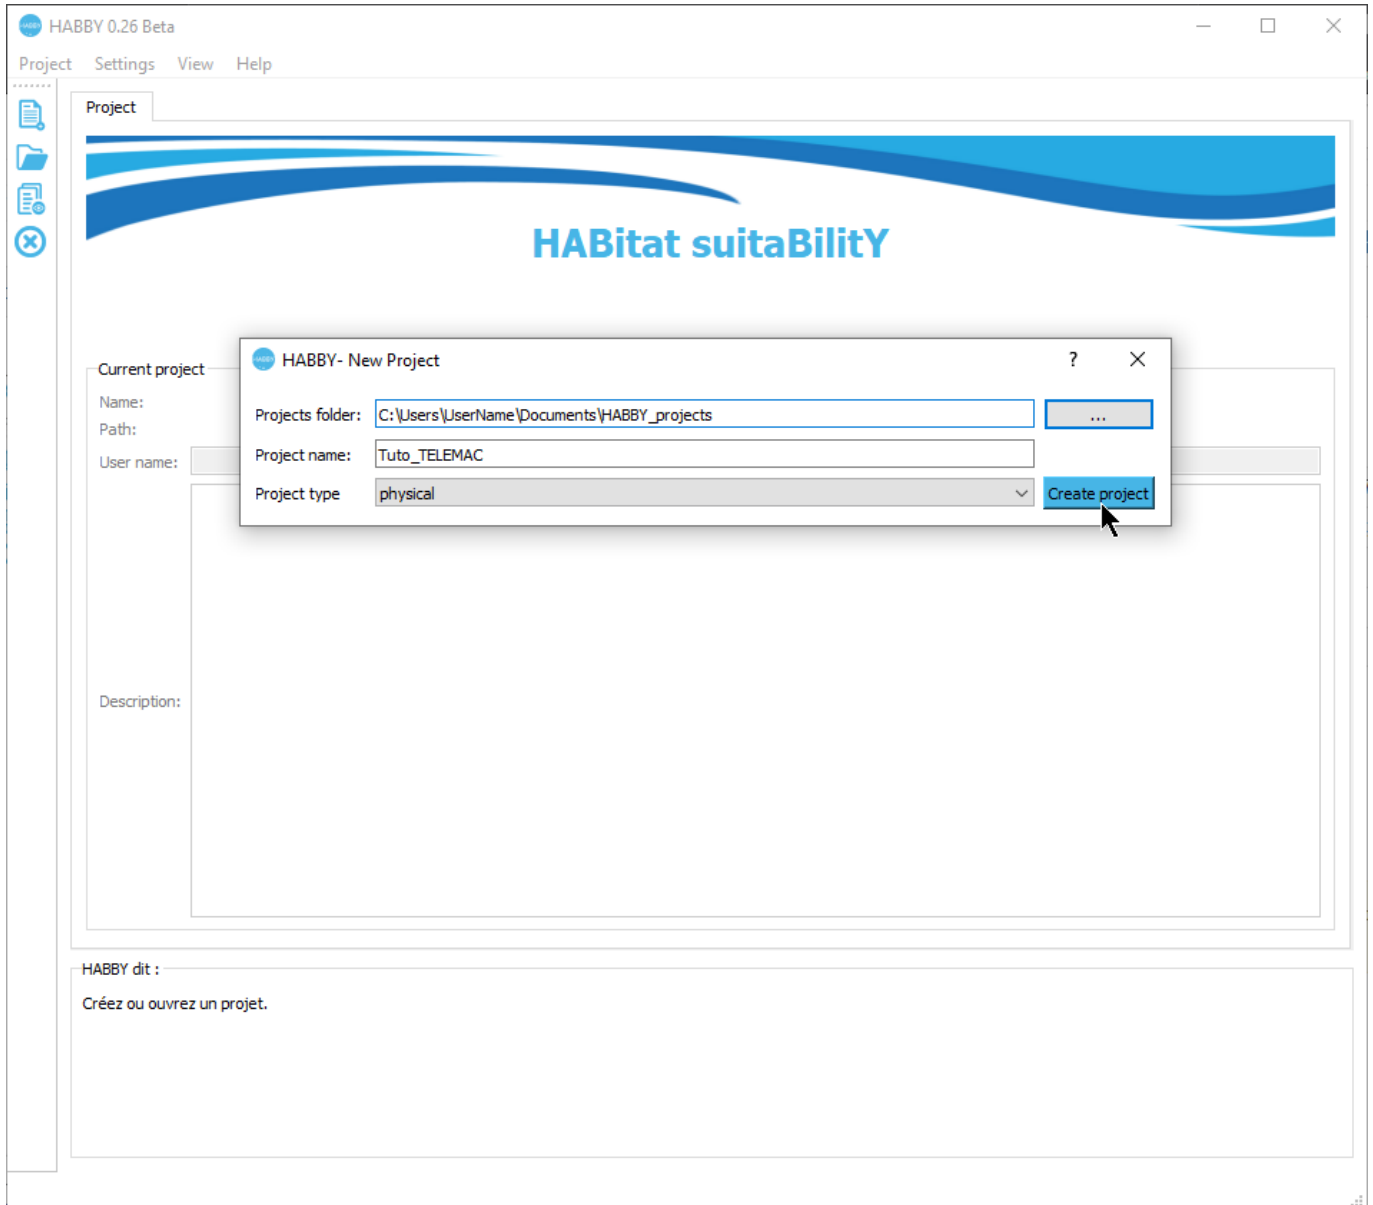 HABBY 0.26 Beta
Project Settings View Help
Project
HABitat suitaBilitY
HABBY- New Project
?
Projects folder: C:\Users\UserName\Documents\HABBY_projects ...
Project name: Tuto_TELEMAC
Project type physical Create project
Current project
Name:
Path:
User name:
Description:
HABBY dit :
Créez ou ouvrez un projet.